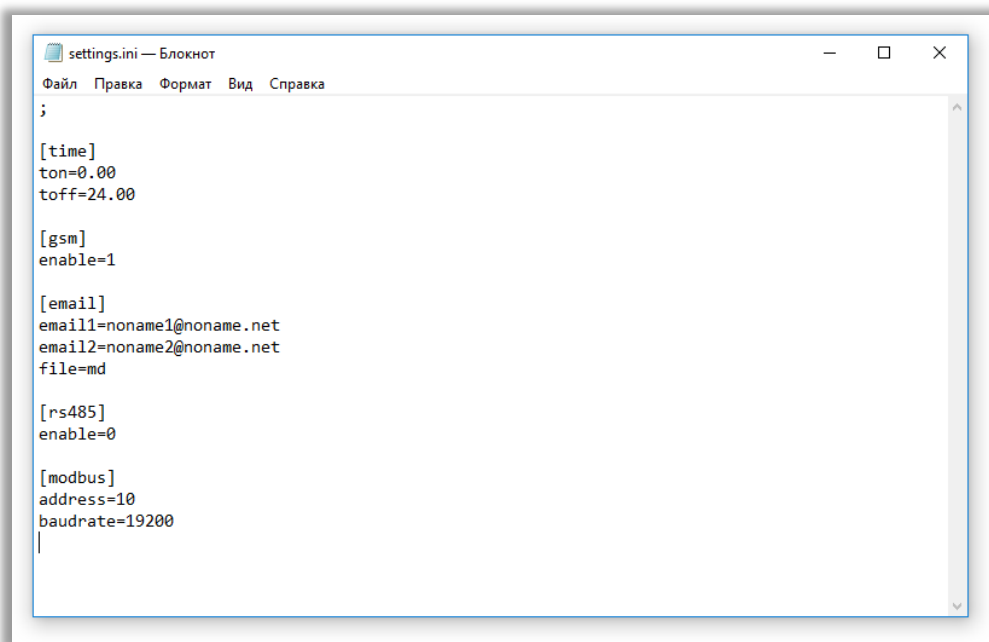 settings.ini — Блокнот
Файл Правка Формат Вид Справка
;
[time]
ton=0.00
toff=24.00
[gsm]
enable=1
[email]
email1=noname1@noname.net
email2=noname2@noname.net
file=md
[rs485]
enable=0
[modbus]
address=10
baudrate=19200